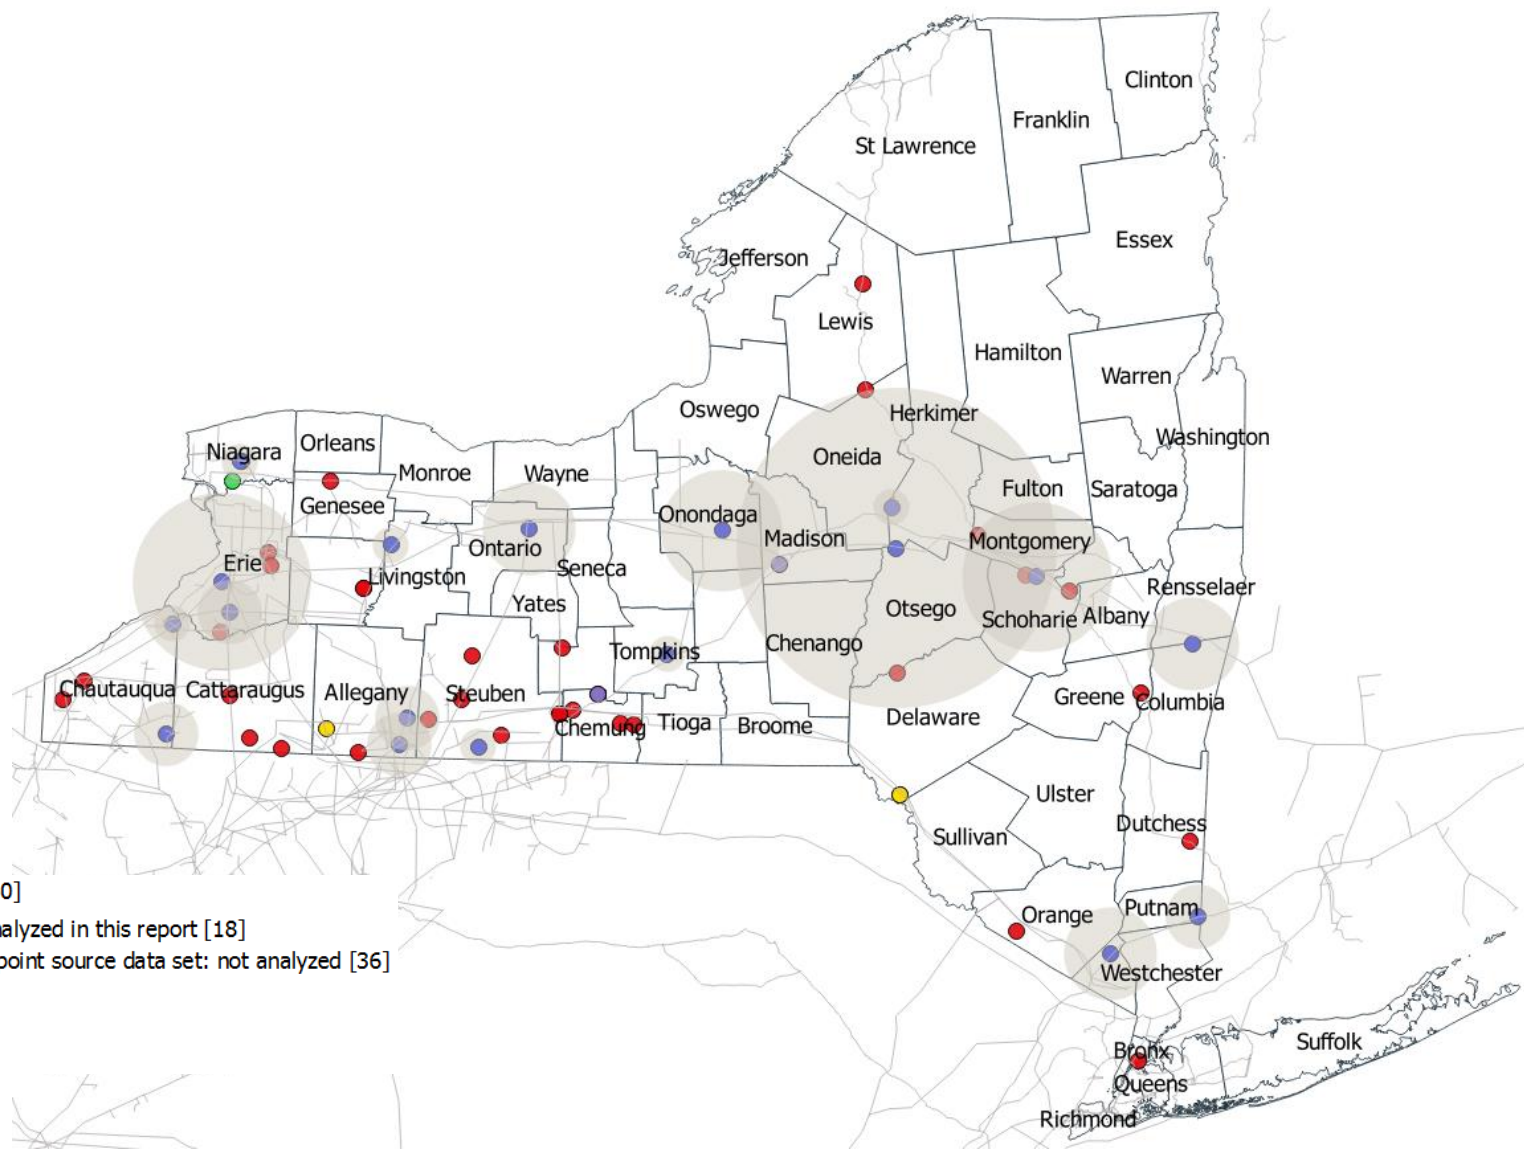 Clinton
Franklin
St Lawrence
Essex
Jefferson
Lewis
Hamilton
Warren
Oswego
Herkimer
Washington
Niagara
Orleans
Monroe
Wayne
Oneida
Fulton
Saratoga
Genesee
Onondaga
Madison
Montgomery
Erie
Ontario
Seneca
Livingston
Rensselaer
Yates
Otsego
Schoharie
Albany
Tompkins
Chenango
Chautauqua
Cattaraugus
Allegany
Steuben
Greene
Columbia
Chemung
Tioga
Broome
Delaware
Ulster
Sullivan
Dutchess
0]
Orange
Putnam
alyzed in this report [18]
point source data set: not analyzed [36]
Westchester
Suffolk
Bronx
Queens
Richmond